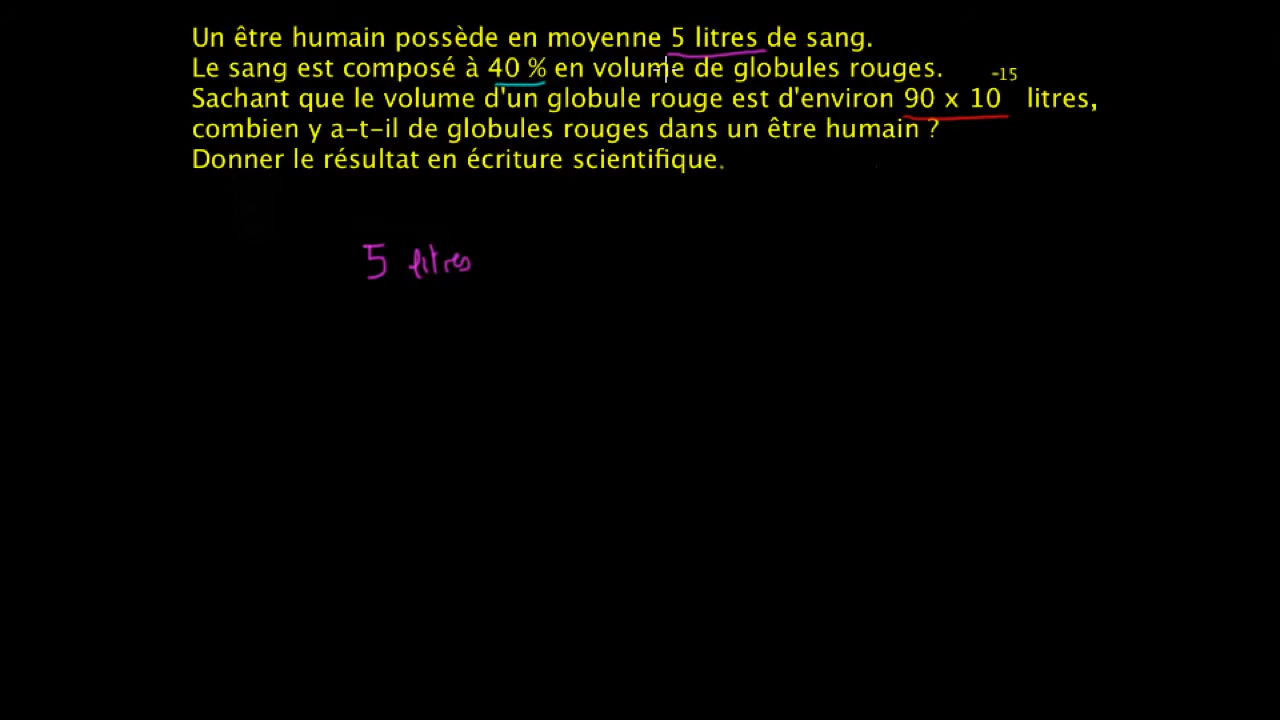 Un être humain possède en moyenne 5 litres de sang.
Le sang est composé à 40 % en volume de globules rouges.
Sachant que le volume d'un globule rouge est d'environ 90 x 10⁻¹⁵ litres,
combien y a-t-il de globules rouges dans un être humain ?
Donner le résultat en écriture scientifique.
5 litres